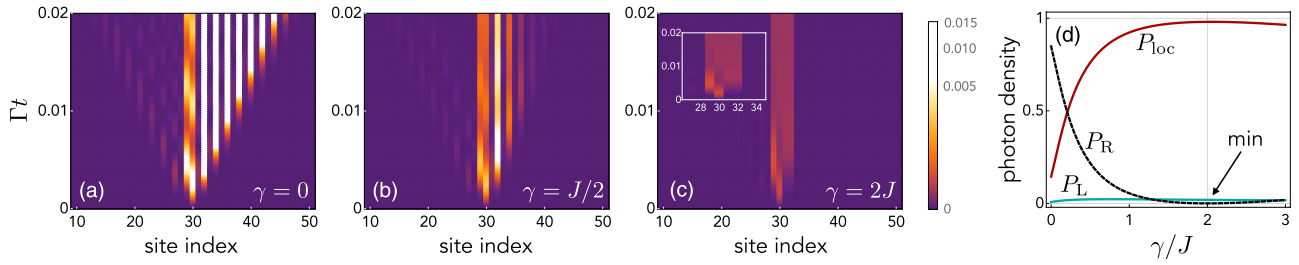 0.02
0.01
0
Γt
(a)
γ = 0
10 20 30 40 50
site index
0.02
0.01
0
(b)
γ = J/2
10 20 30 40 50
site index
0.02
0.01
0
0.02
0.01
0
28 30 32 34
(c)
γ = 2J
10 20 30 40 50
site index
0.015
0.010
0.005
0
photon density
1
0.5
0
(d)
P_loc
P_R
P_L
min
0 1 2 3
γ/J